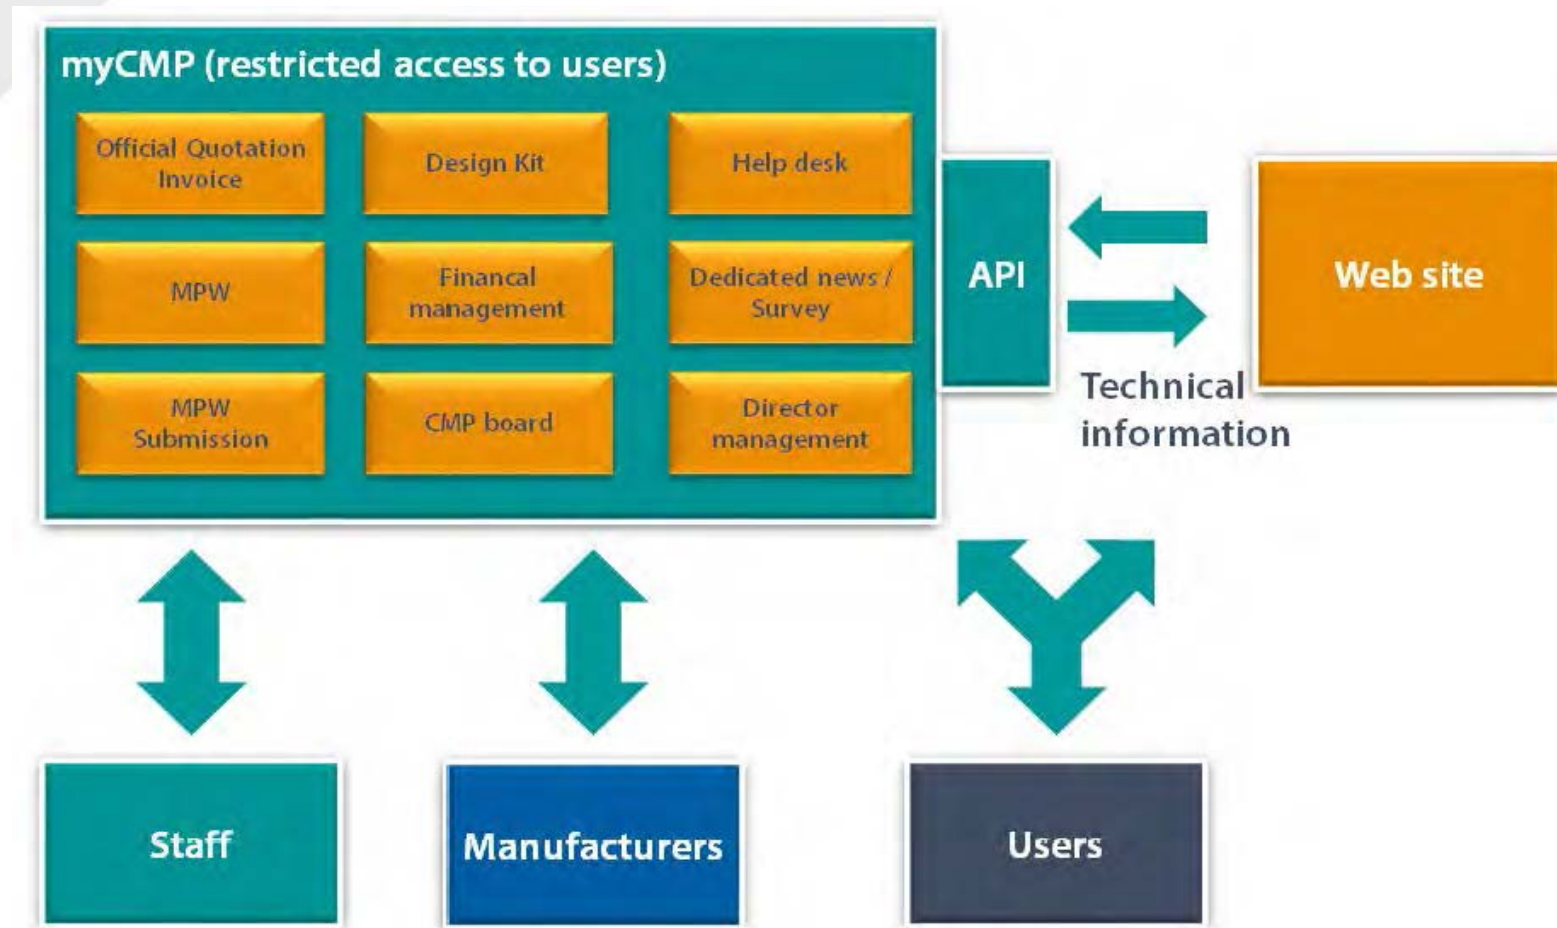 myCMP (restricted access to users)
Official Quotation
Invoice
Design Kit
Help desk
MPW
Financal
management
Dedicated news /
Survey
MPW
Submission
CMP board
Director
management
API
Web site
Technical
information
Staff
Manufacturers
Users